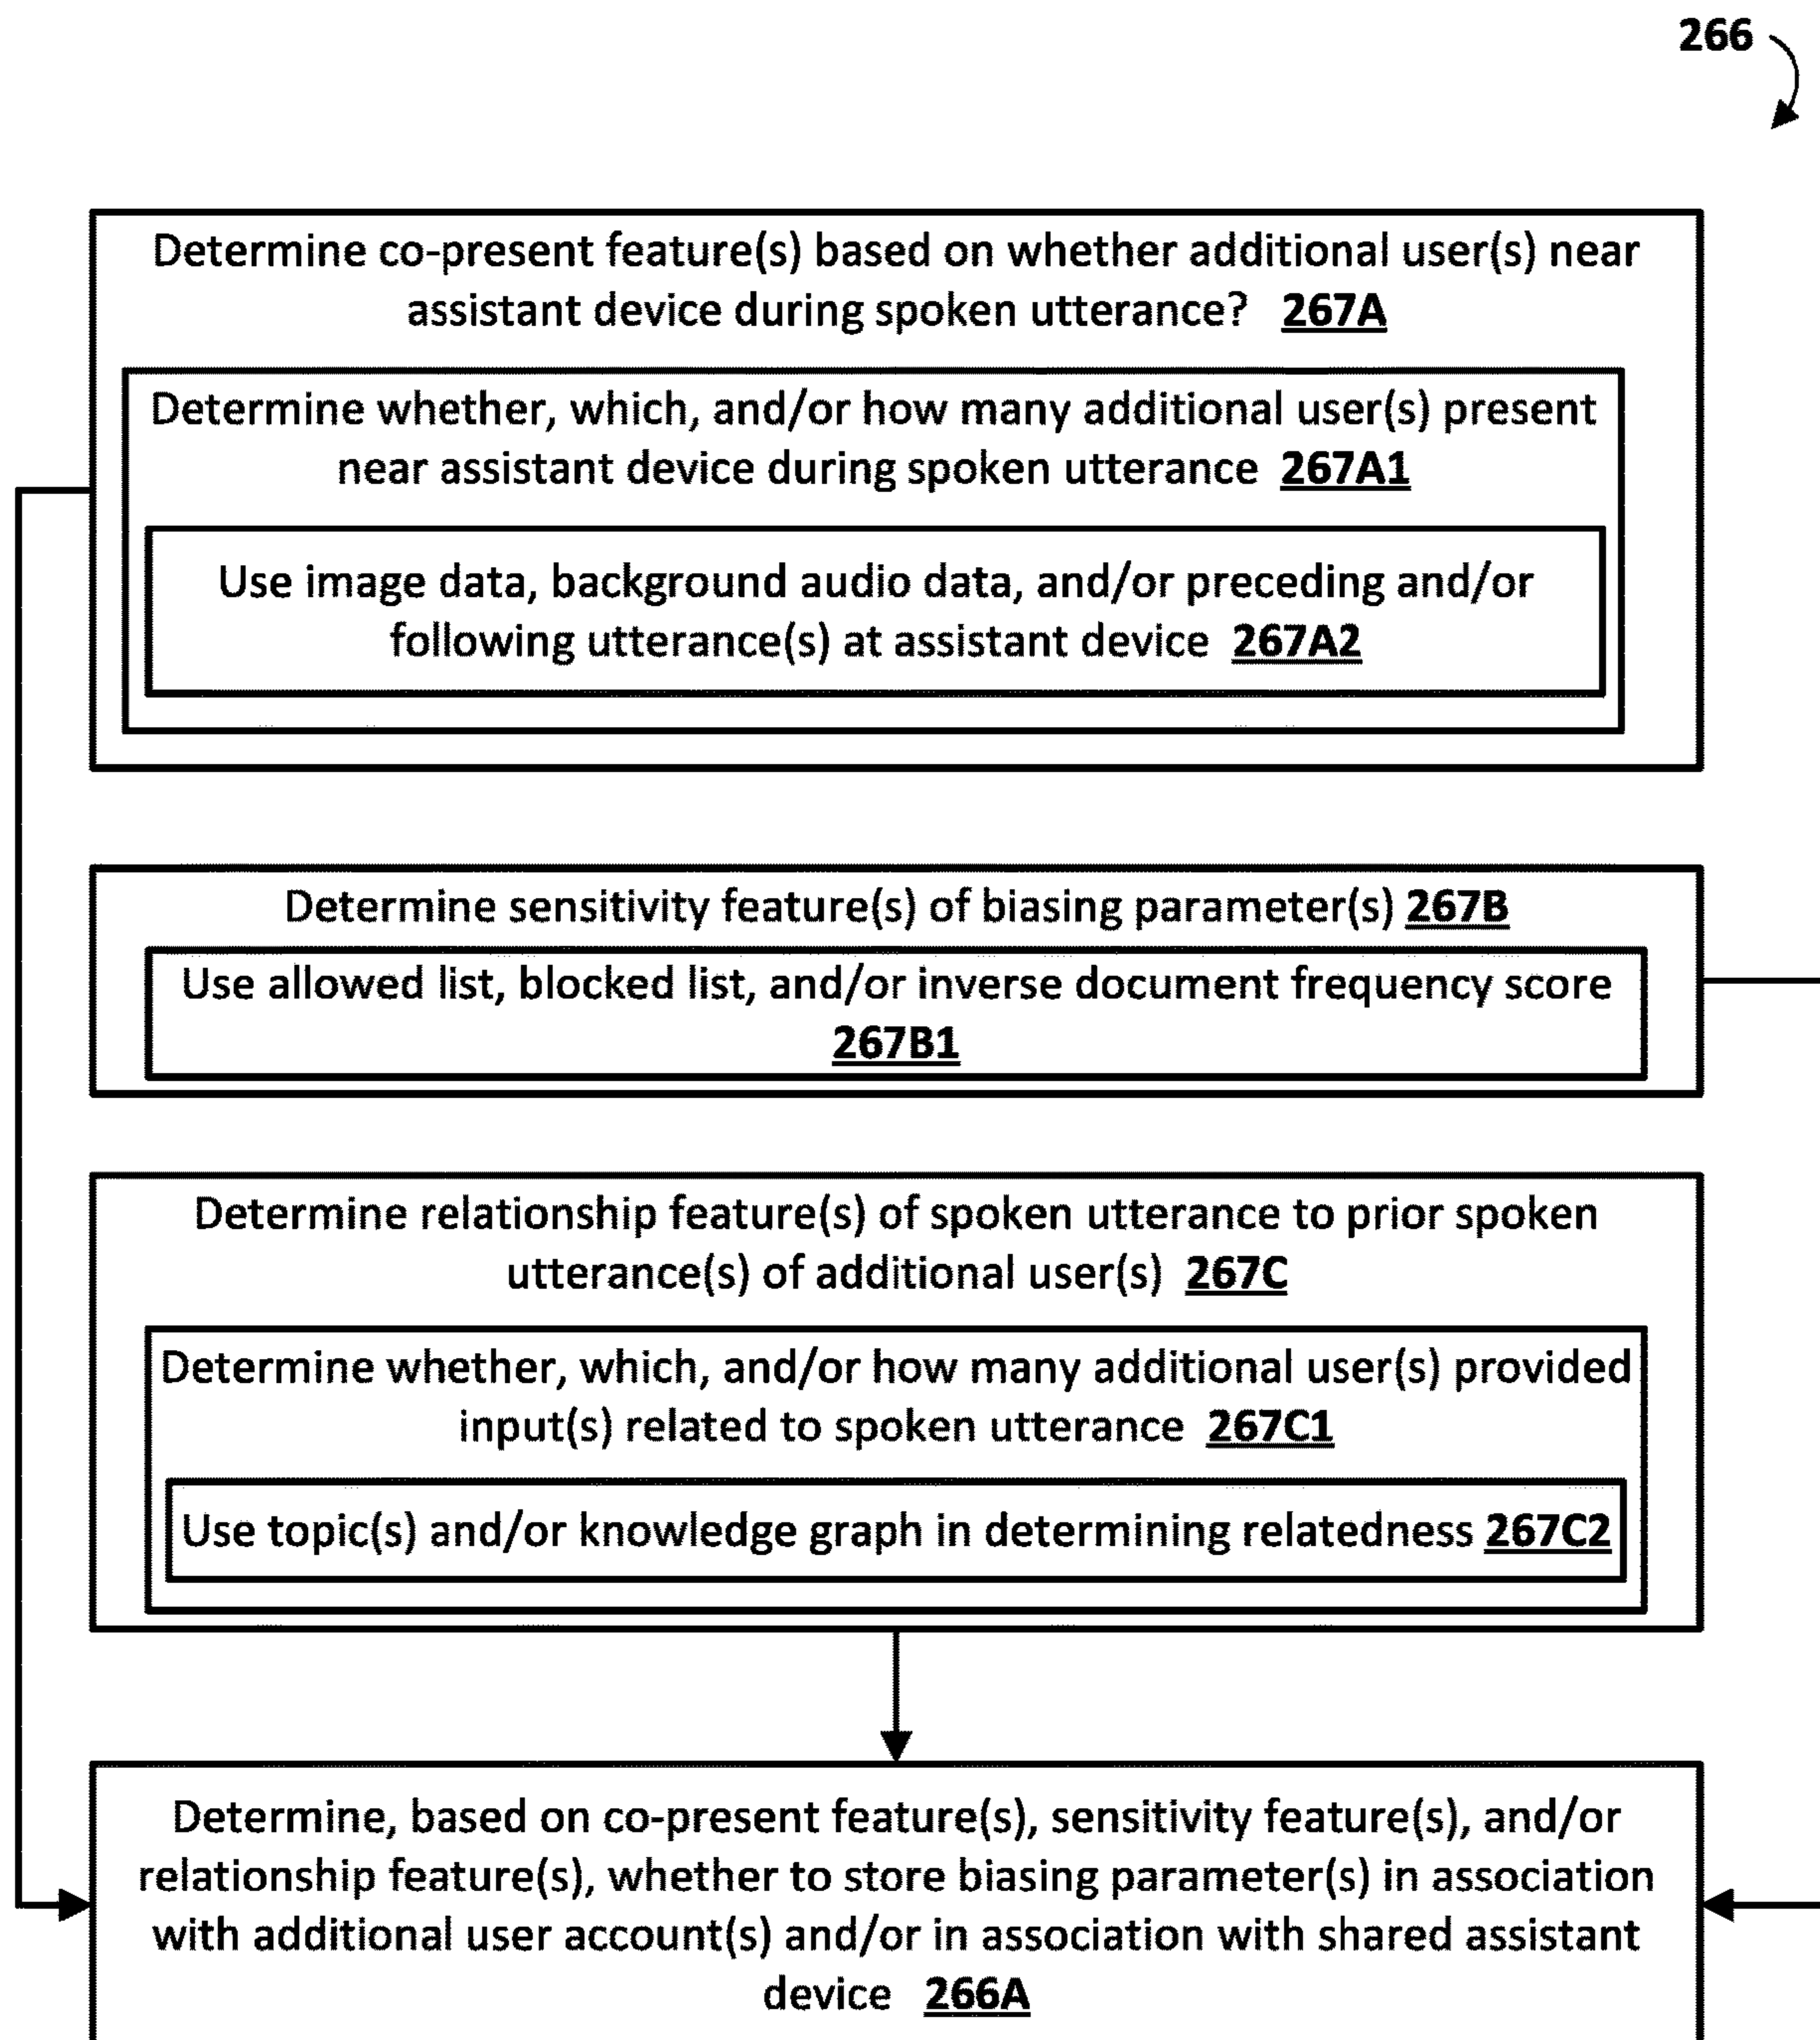 266
Determine co-present feature(s) based on whether additional user(s) near
assistant device during spoken utterance? 267A
Determine whether, which, and/or how many additional user(s) present
near assistant device during spoken utterance 267A1
Use image data, background audio data, and/or preceding and/or
following utterance(s) at assistant device 267A2
Determine sensitivity feature(s) of biasing parameter(s) 267B
Use allowed list, blocked list, and/or inverse document frequency score
267B1
Determine relationship feature(s) of spoken utterance to prior spoken
utterance(s) of additional user(s) 267C
Determine whether, which, and/or how many additional user(s) provided
input(s) related to spoken utterance 267C1
Use topic(s) and/or knowledge graph in determining relatedness 267C2
Determine, based on co-present feature(s), sensitivity feature(s), and/or
relationship feature(s), whether to store biasing parameter(s) in association
with additional user account(s) and/or in association with shared assistant
device 266A